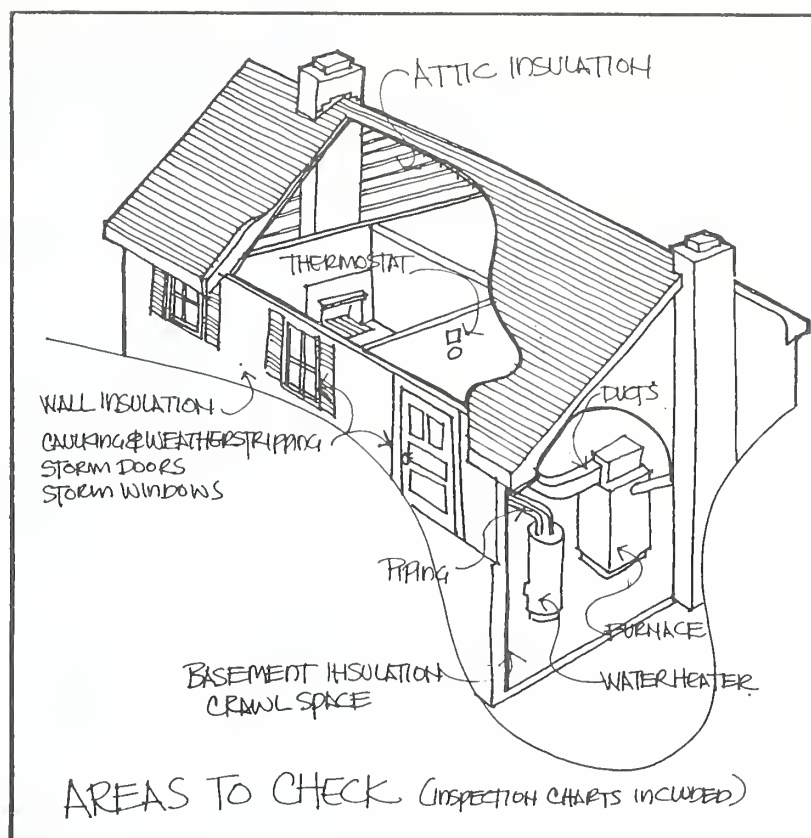 ATTIC INSULATION
THERMOSTAT
DUCTS
WALL INSULATION
CAULKING & WEATHERSTRIPPING
STORM DOORS
STORM WINDOWS
PIPING
FURNACE
BASEMENT INSULATION
CRAWL SPACE
WATER HEATER
AREAS TO CHECK (INSPECTION CHARTS INCLUDED)